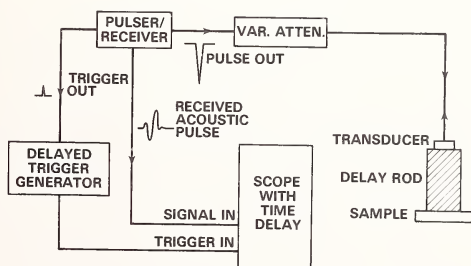 PULSER/
RECEIVER
VAR. ATTEN.
PULSE OUT
TRIGGER
OUT
RECEIVED
ACOUSTIC
PULSE
DELAYED
TRIGGER
GENERATOR
SCOPE
WITH
TIME
DELAY
SIGNAL IN
TRIGGER IN
TRANSDUCER
DELAY ROD
SAMPLE